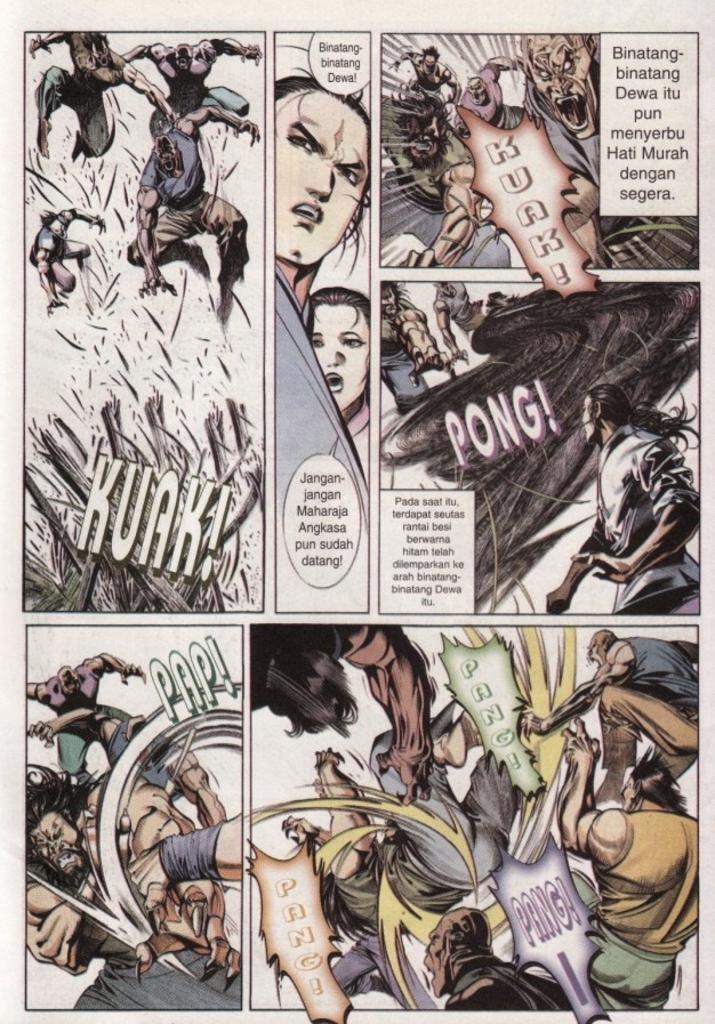 KUAK!
Binatang-
binatang
Dewa!
Jangan-
jangan
Maharaja
Angkasa
pun sudah
datang!
KUAK!
Binatang-
binatang
Dewa itu
pun
menyerbu
Hati Murah
dengan
segera.
PONG!
Pada saat itu,
terdapat seutas
rantai besi
berwarna
hitam telah
dilemparkan ke
arah binatang-
binatang Dewa
itu.
PAP!
PANG!
PANG!
PANG!